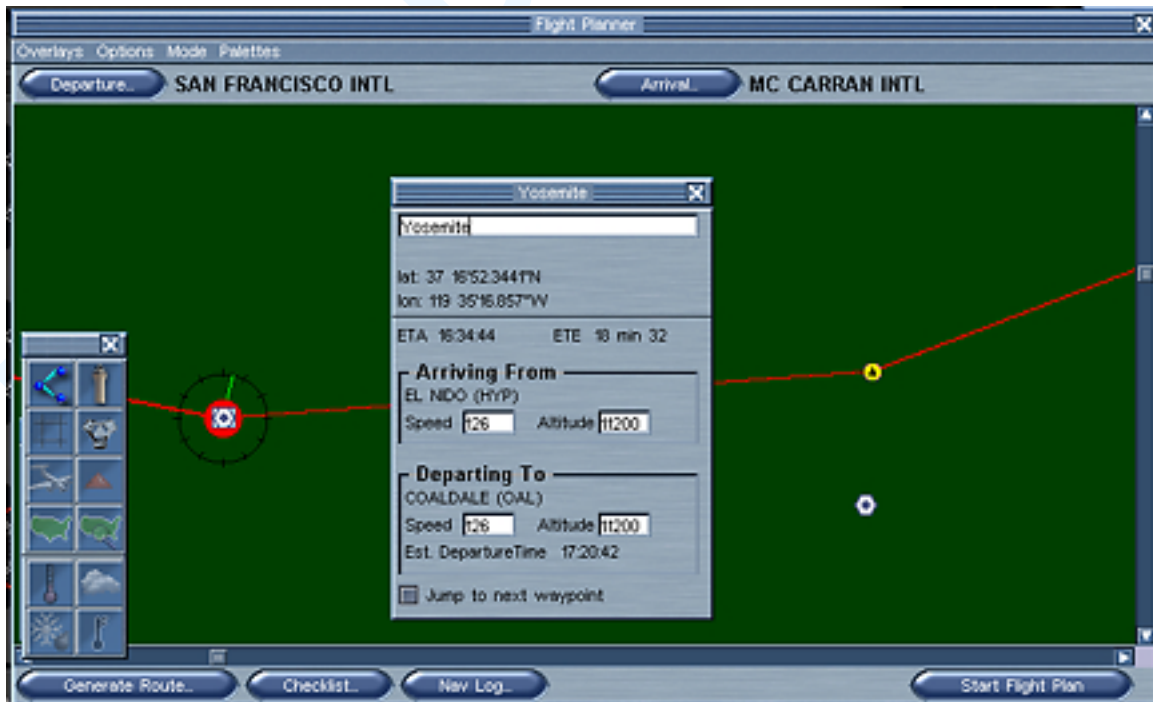 Flight Planner
Overlays Options Mode Palettes
Departure... SAN FRANCISCO INTL Arrival... MC CARRAN INTL
Yosemite
Yosemite
lat: 37 16'52.3441"N
lon: 119 35'16.857"W
ETA 16:34:44 ETE 18 min 32
Arriving From
EL NIDO (HYP)
Speed 126 Altitude 11200
Departing To
COALDALE (OAL)
Speed 126 Altitude 11200
Est. DepartureTime 17:20:42
Jump to next waypoint
Generate Route... Checklist... Nav Log... Start Flight Plan